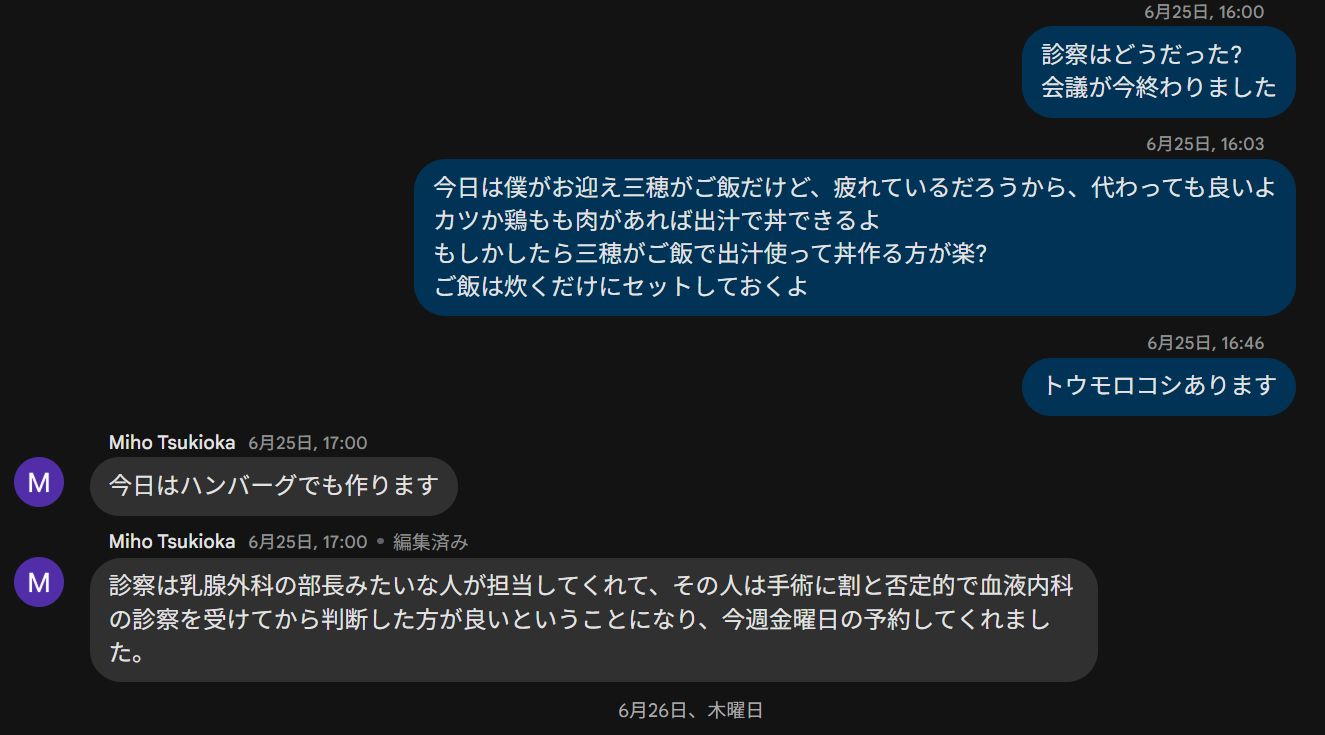 6月25日, 16:00
診察はどうだった?
会議が今終わりました
6月25日, 16:03
今日は僕がお迎え三穂がご飯だけど、疲れているだろうから、代わっても良いよ
カツか鶏もも肉があれば出汁で丼できるよ
もしかしたら三穂がご飯で出汁使って丼作る方が楽?
ご飯は炊くだけにセットしておくよ
6月25日, 16:46
トウモロコシあります
Miho Tsukioka 6月25日, 17:00
M
今日はハンバーグでも作ります
Miho Tsukioka 6月25日, 17:00 • 編集済み
M
診察は乳腺外科の部長みたいな人が担当してくれて、その人は手術に割と否定的で血液内科
の診察を受けてから判断した方が良いということになり、今週金曜日の予約してくれまし
た。
6月26日、木曜日